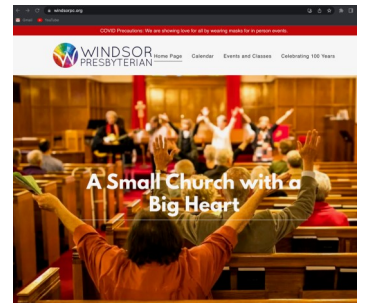 windsorpc.org
Gmail
YouTube
COVID Precautions: We are showing love for all by wearing masks for in person events.
WINDSOR
PRESBYTERIAN
Home Page
Calendar
Events and Classes
Celebrating 100 Years
A Small Church with a
Big Heart